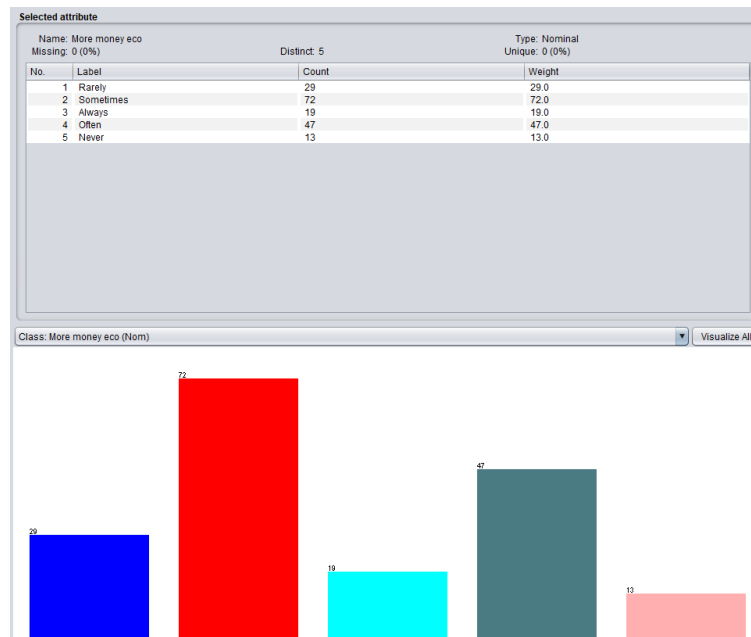 Selected attribute
Name: More money eco Type: Nominal
Missing: 0 (0%) Distinct: 5 Unique: 0 (0%)
No. Label Count Weight
1 Rarely 29 29.0
2 Sometimes 72 72.0
3 Always 19 19.0
4 Often 47 47.0
5 Never 13 13.0
Class: More money eco (Nom) Visualize All
72
47
29
19
13